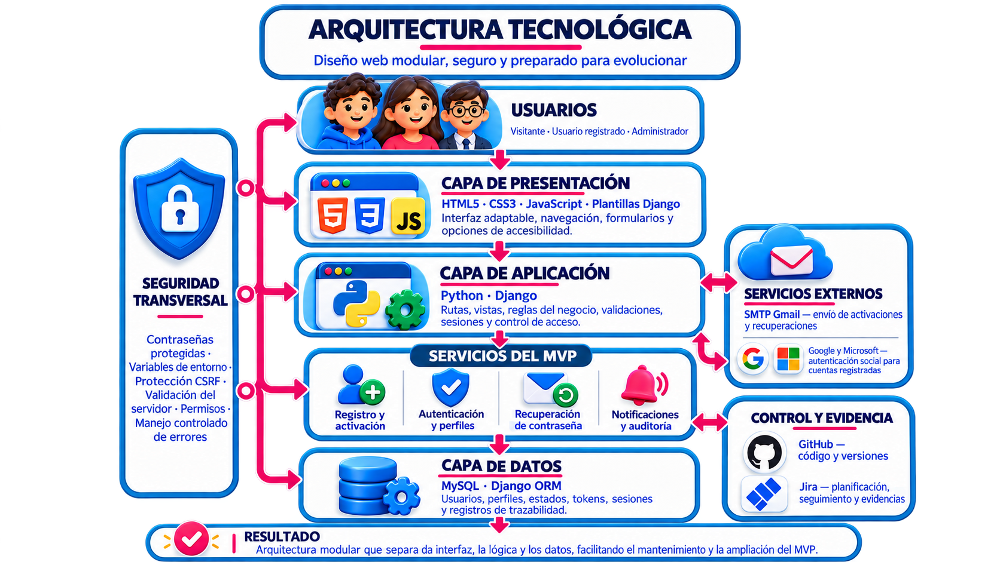 ARQUITECTURA TECNOLÓGICA
Diseño web modular, seguro y preparado para evolucionar
USUARIOS
Visitante · Usuario registrado · Administrador
SEGURIDAD
TRANSVERSAL
Contraseñas
protegidas ·
Variables de entorno ·
Protección CSRF ·
Validación del
servidor · Permisos ·
Manejo controlado
de errores
5
3
JS
CAPA DE PRESENTACIÓN
HTML5 · CSS3 · JavaScript · Plantillas Django
Interfaz adaptable, navegación, formularios y
opciones de accesibilidad.
CAPA DE APLICACIÓN
Python · Django
Rutas, vistas, reglas del negocio, validaciones,
sesiones y control de acceso.
SERVICIOS EXTERNOS
SMTP Gmail — envío de activaciones
y recuperaciones
G
Google y Microsoft —
autenticación social para
cuentas registradas
SERVICIOS DEL MVP
Registro y
activación
Autenticación
y perfiles
Recuperación
de contraseña
Notificaciones
y auditoría
CONTROL Y EVIDENCIA
GitHub —
código y versiones
Jira — planificación,
seguimiento y evidencias
CAPA DE DATOS
MySQL · Django ORM
Usuarios, perfiles, estados, tokens, sesiones
y registros de trazabilidad.
RESULTADO
Arquitectura modular que separa da interfaz, la lógica y los datos, facilitando el mantenimiento y la ampliación del MVP.